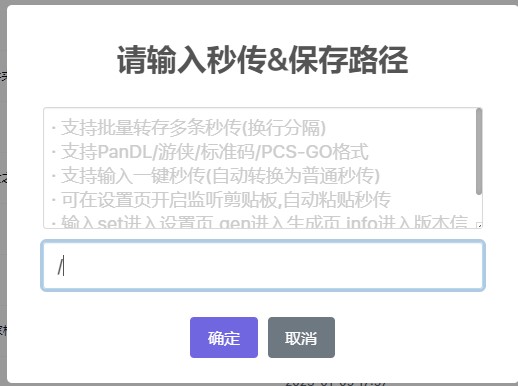 请输入秒传&保存路径
· 支持批量转存多条秒传(换行分隔)
· 支持PanDL/游侠/标准码/PCS-GO格式
· 支持输入一键秒传(自动转换为普通秒传)
· 可在设置页开启监听剪贴板,自动粘贴秒传
· 输入set进入设置页,gen进入生成页,info进入版本信
/
确定
取消